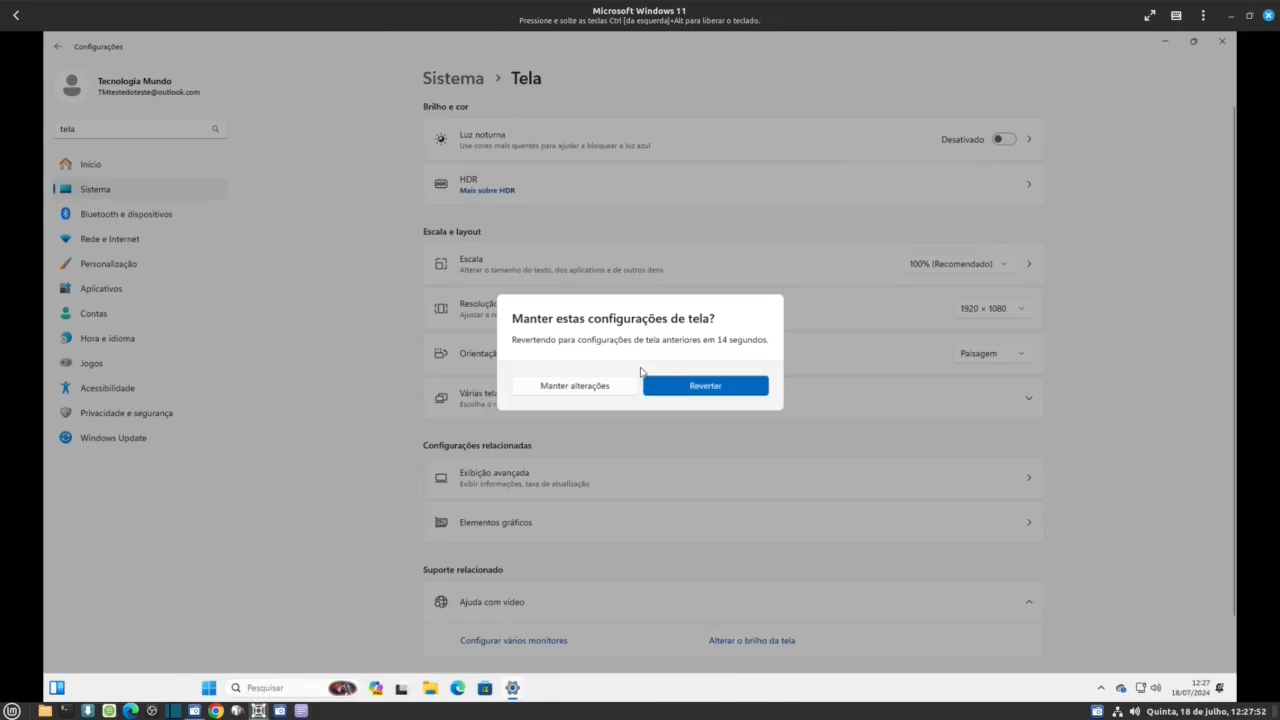 Microsoft Windows 11
Pressione e solte as teclas Ctrl [da esquerda]+Alt para liberar o teclado.
Configurações
Tecnologia Mundo
TMtestedoteste@outlook.com
tela
Início
Sistema
Bluetooth e dispositivos
Rede e Internet
Personalização
Aplicativos
Contas
Hora e idioma
Jogos
Acessibilidade
Privacidade e segurança
Windows Update
Sistema > Tela
Brilho e cor
Luz noturna
Use cores mais quentes para ajudar a bloquear a luz azul
Desativado
HDR
HDR
Mais sobre HDR
Escala e layout
Escala
Alterar o tamanho do texto, dos aplicativos e de outros itens
100% (Recomendado)
Resolução
1920 × 1080
Paisagem
Várias
Manter estas configurações de tela?
Revertendo para configurações de tela anteriores em 14 segundos.
Manter alterações
Reverter
Configurações relacionadas
Exibição avançada
Exibir informações, taxa de atualização
Elementos gráficos
Suporte relacionado
Ajuda com vídeo
Configurar vários monitores
Alterar o brilho da tela
Pesquisar
12:27
18/07/2024
Quinta, 18 de julho, 12:27:52